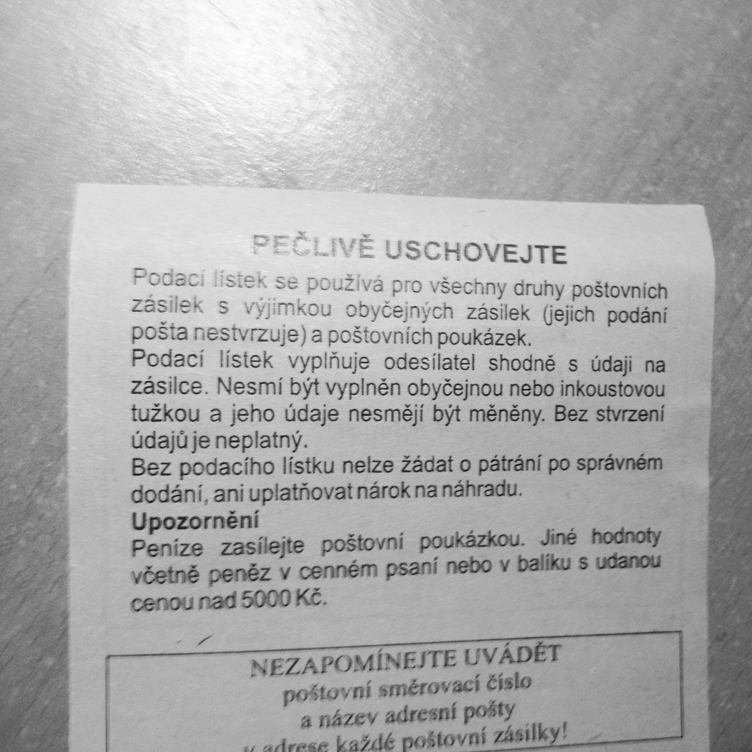 PEČLIVĚ USCHOVEJTE
Podací lístek se používá pro všechny druhy poštovních
zásilek s výjimkou obyčejných zásilek (jejich podání
pošta nestvrzuje) a poštovních poukázek.
Podací lístek vyplňuje odesílatel shodně s údaji na
zásilce. Nesmí být vyplněn obyčejnou nebo inkoustovou
tužkou a jeho údaje nesmějí být měněny. Bez stvrzení
údajů je neplatný.
Bez podacího lístku nelze žádat o pátrání po správném
dodání, ani uplatňovat nárok na náhradu.
Upozornění
Peníze zasílejte poštovní poukázkou. Jiné hodnoty
včetně peněz v cenném psaní nebo v balíku s udanou
cenou nad 5000 Kč.
NEZAPOMÍNEJTE UVÁDĚT
poštovní směrovací číslo
a název adresní pošty
v adrese každé poštovní zásilky!